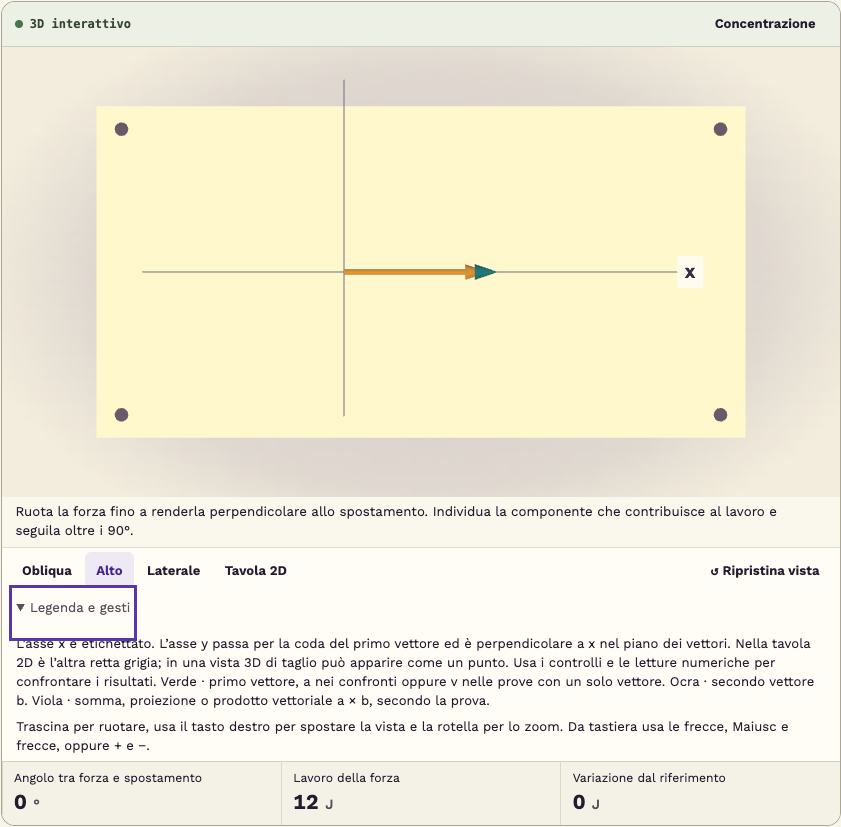 3D interattivo
Concentrazione
x
Ruota la forza fino a renderla perpendicolare allo spostamento. Individua la componente che contribuisce al lavoro e
seguila oltre i 90°.
Obliqua Alto Laterale Tavola 2D ↺ Ripristina vista
▼ Legenda e gesti
L’asse x è etichettato. L’asse y passa per la coda del primo vettore ed è perpendicolare a x nel piano dei vettori. Nella tavola
2D è l’altra retta grigia; in una vista 3D di taglio può apparire come un punto. Usa i controlli e le letture numeriche per
confrontare i risultati. Verde · primo vettore, a nei confronti oppure v nelle prove con un solo vettore. Ocra · secondo vettore
b. Viola · somma, proiezione o prodotto vettoriale a × b, secondo la prova.
Trascina per ruotare, usa il tasto destro per spostare la vista e la rotella per lo zoom. Da tastiera usa le frecce, Maiusc e
frecce, oppure + e −.
Angolo tra forza e spostamento
0 °
Lavoro della forza
12 J
Variazione dal riferimento
0 J